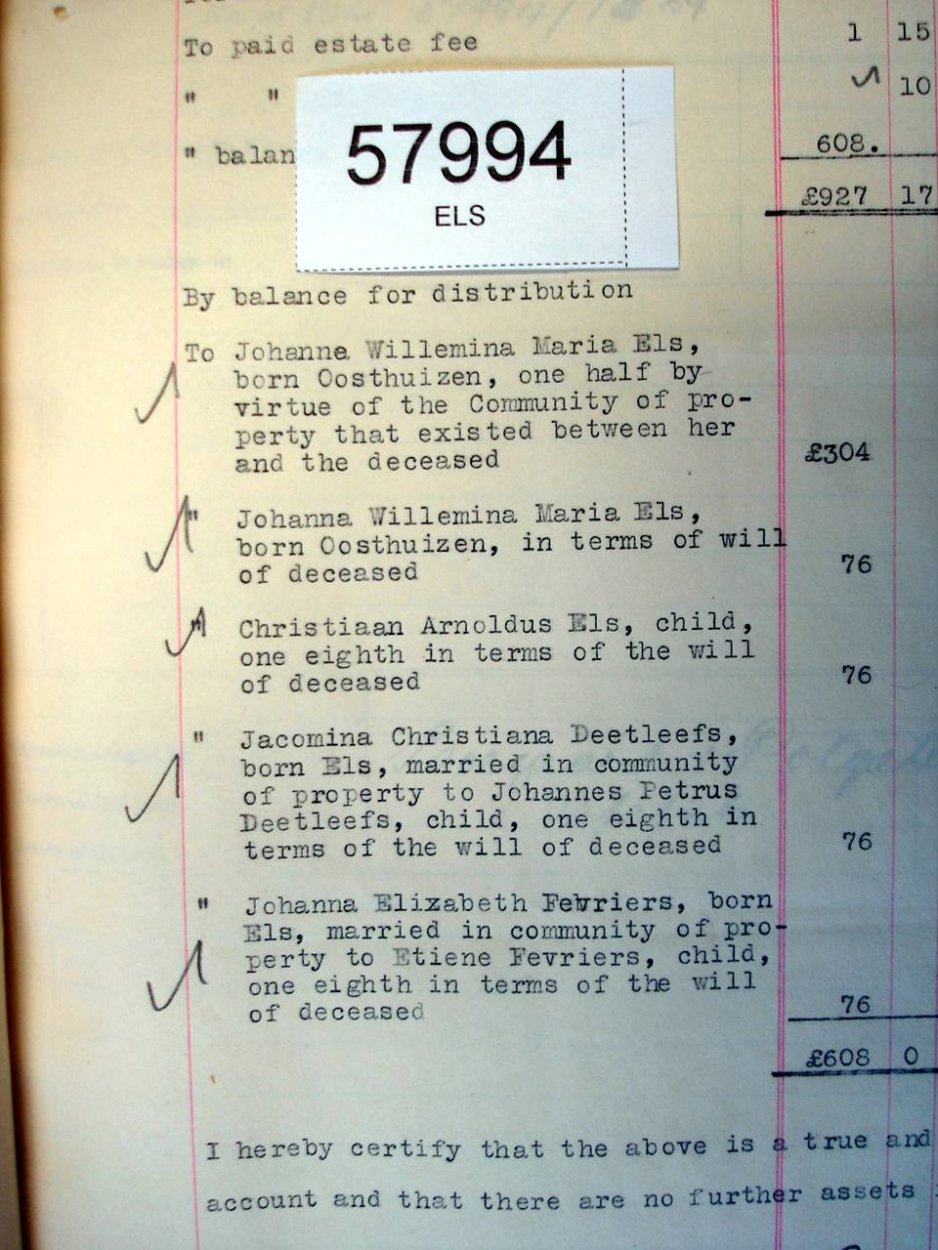 To paid estate fee 1 15
" " 10
" balan 608.
£927 17
57994
ELS
By balance for distribution
To Johanne Willemina Maria Els,
born Oosthuizen, one half by
virtue of the Community of pro-
perty that existed between her
and the deceased £304
" Johanna Willemina Maria Els,
born Oosthuizen, in terms of will
of deceased 76
" Christiaan Arnoldus Els, child,
one eighth in terms of the will
of deceased 76
" Jacomina Christiana Deetleefs,
born Els, married in community
of property to Johannes Petrus
Deetleefs, child, one eighth in
terms of the will of deceased 76
" Johanna Elizabeth Fevriers, born
Els, married in community of pro-
perty to Etiene Fevriers, child,
one eighth in terms of the will
of deceased 76
£608 0
I hereby certify that the above is a true and
account and that there are no further assets